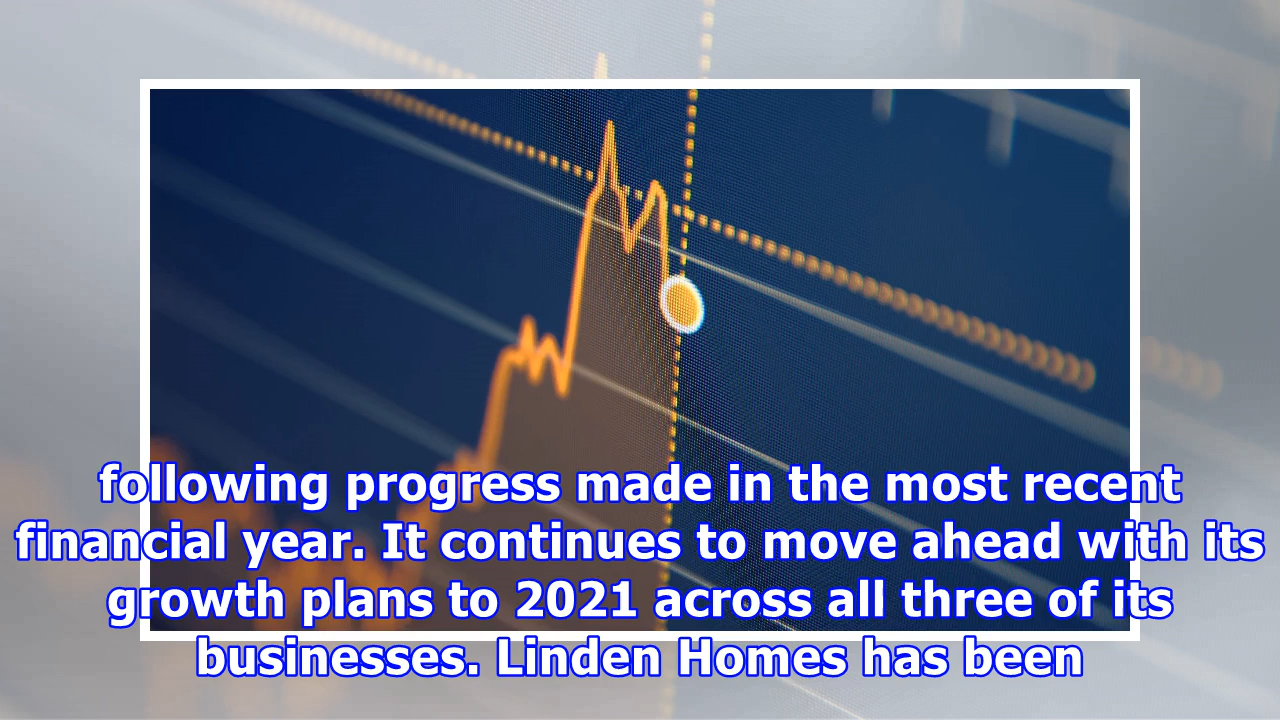 following progress made in the most recent
financial year. It continues to move ahead with its
growth plans to 2021 across all three of its
businesses. Linden Homes has been